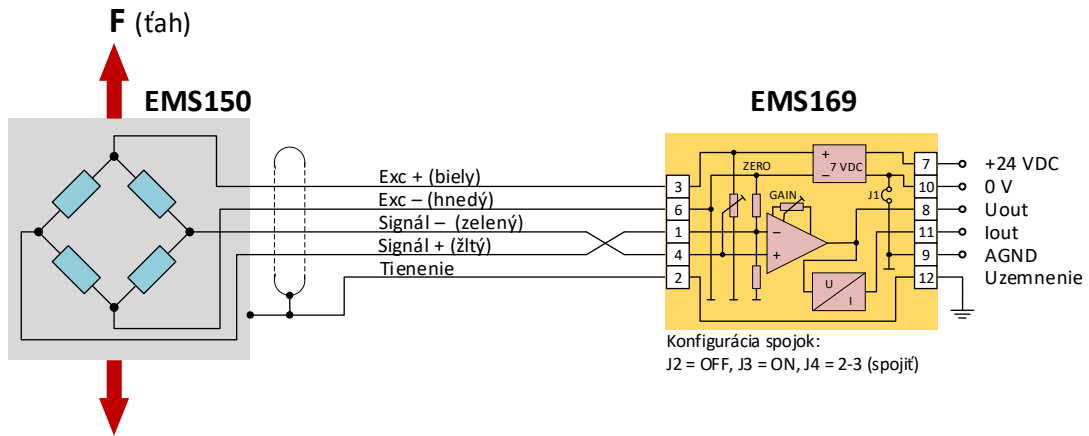 F (ťah)
EMS150
EMS169
Exc + (biely)
Exc – (hnedý)
Signál – (zelený)
Signál + (žltý)
Tienenie
3
6
1
4
2
ZERO
GAIN
+
–
7 VDC
J1
–
+
U
I
7
10
8
11
9
12
+24 VDC
0 V
Uout
Iout
AGND
Uzemnenie
Konfigurácia spojok:
J2 = OFF, J3 = ON, J4 = 2-3 (spojiť)